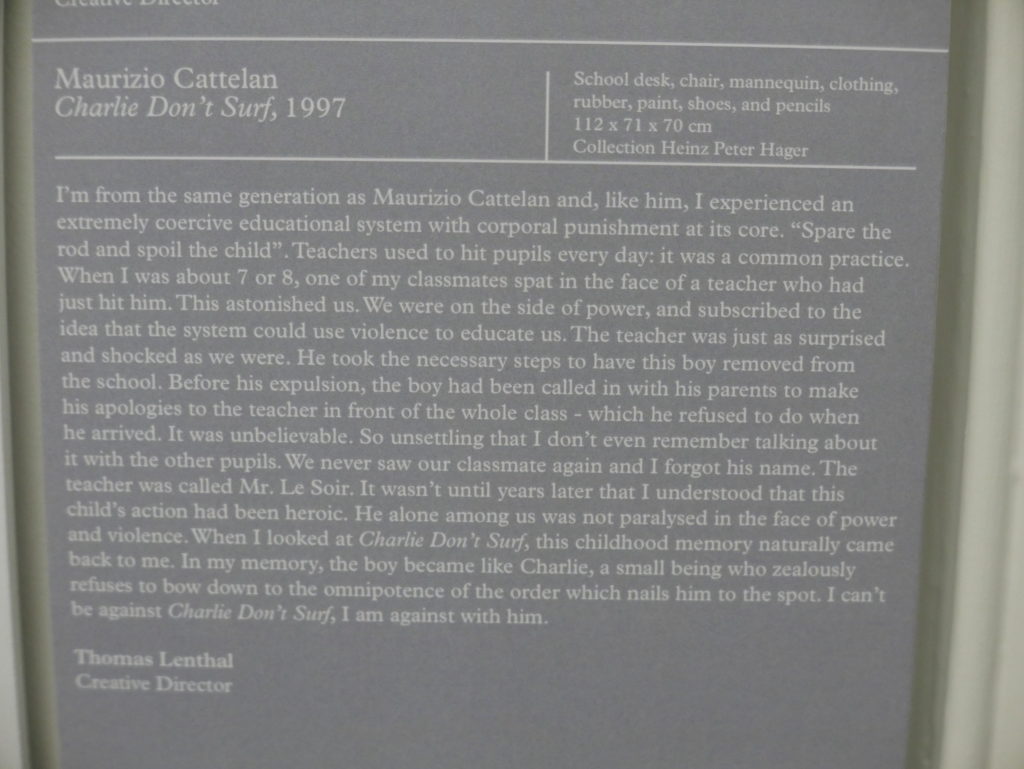 Creative Director
Maurizio Cattelan
Charlie Don't Surf, 1997
School desk, chair, mannequin, clothing,
rubber, paint, shoes, and pencils
112 x 71 x 70 cm
Collection Heinz Peter Hager
I'm from the same generation as Maurizio Cattelan and, like him, I experienced an
extremely coercive educational system with corporal punishment at its core. “Spare the
rod and spoil the child”. Teachers used to hit pupils every day: it was a common practice.
When I was about 7 or 8, one of my classmates spat in the face of a teacher who had
just hit him. This astonished us. We were on the side of power, and subscribed to the
idea that the system could use violence to educate us. The teacher was just as surprised
and shocked as we were. He took the necessary steps to have this boy removed from
the school. Before his expulsion, the boy had been called in with his parents to make
his apologies to the teacher in front of the whole class - which he refused to do when
he arrived. It was unbelievable. So unsettling that I don't even remember talking about
it with the other pupils. We never saw our classmate again and I forgot his name. The
teacher was called Mr. Le Soir. It wasn't until years later that I understood that this
child's action had been heroic. He alone among us was not paralysed in the face of power
and violence. When I looked at Charlie Don't Surf, this childhood memory naturally came
back to me. In my memory, the boy became like Charlie, a small being who zealously
refuses to bow down to the omnipotence of the order which nails him to the spot. I can't
be against Charlie Don't Surf, I am against with him.
Thomas Lenthal
Creative Director